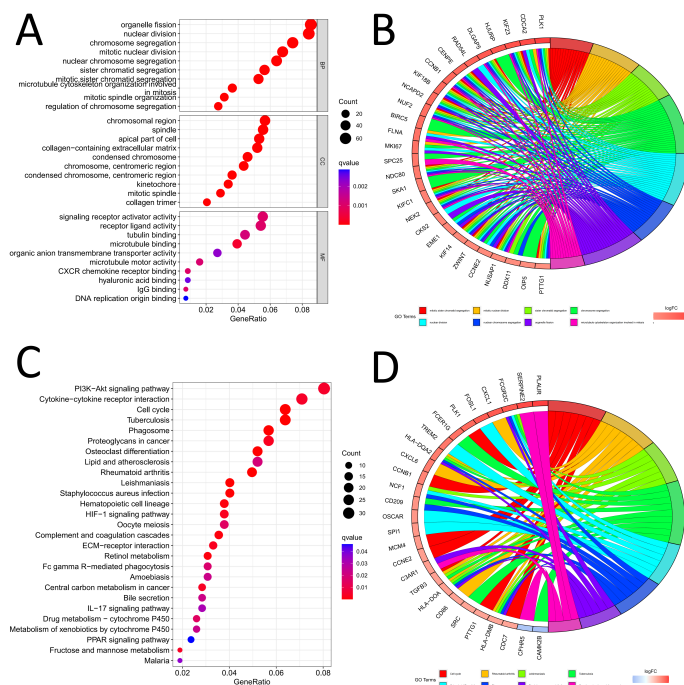 A
organelle fission
nuclear division
chromosome segregation
mitotic nuclear division
nuclear chromosome segregation
sister chromatid segregation
mitotic sister chromatid segregation
microtubule cytoskeleton organization involved
in mitosis
mitotic spindle organization
regulation of chromosome segregation
BP
chromosomal region
spindle
apical part of cell
collagen−containing extracellular matrix
condensed chromosome
chromosome, centromeric region
condensed chromosome, centromeric region
kinetochore
mitotic spindle
collagen trimer
CC
signaling receptor activator activity
receptor ligand activity
tubulin binding
microtubule binding
organic anion transmembrane transporter activity
microtubule motor activity
CXCR chemokine receptor binding
hyaluronic acid binding
IgG binding
DNA replication origin binding
MF
0.02
0.04
0.06
0.08
GeneRatio
Count
20
40
60
qvalue
0.002
0.001
B
PLK1
CDCA2
KIF23
HJURP
DLGAP5
RAD54L
CENPE
CCNB1
KIF18B
NCAPD2
NUF2
BIRC5
FLNA
MKI67
SPC25
NDC80
SKA1
KIFC1
NEK2
EME1
KIF14
ZWINT
CCNE2
NUSAP1
DDX11
OIP5
PTTG1
GO Terms
logFC
C
PI3K−Akt signaling pathway
Cytokine−cytokine receptor interaction
Cell cycle
Tuberculosis
Phagosome
Proteoglycans in cancer
Osteoclast differentiation
Lipid and atherosclerosis
Rheumatoid arthritis
Leishmaniasis
Staphylococcus aureus infection
Hematopoietic cell lineage
HIF−1 signaling pathway
Oocyte meiosis
Complement and coagulation cascades
ECM−receptor interaction
Retinol metabolism
Fc gamma R−mediated phagocytosis
Amoebiasis
Central carbon metabolism in cancer
Bile secretion
IL−17 signaling pathway
Drug metabolism − cytochrome P450
Metabolism of xenobiotics by cytochrome P450
PPAR signaling pathway
Fructose and mannose metabolism
Malaria
0.02
0.04
0.06
0.08
GeneRatio
Count
10
15
20
25
30
qvalue
0.04
0.03
0.02
0.01
D
PLAUR
SERPINE2
FCGR2C
CXCL1
FOSL1
PLK1
FCER1G
TREM2
HLA−DQA2
CXCL6
CCNB1
NCF1
CD209
OSCAR
SPI1
MCM4
CCNE2
C3AR1
TGFB3
HLA−DOA
CD86
SRC
PTTG1
HLA−DMB
CDC7
CFHR5
CAMK2B
GO Terms
logFC